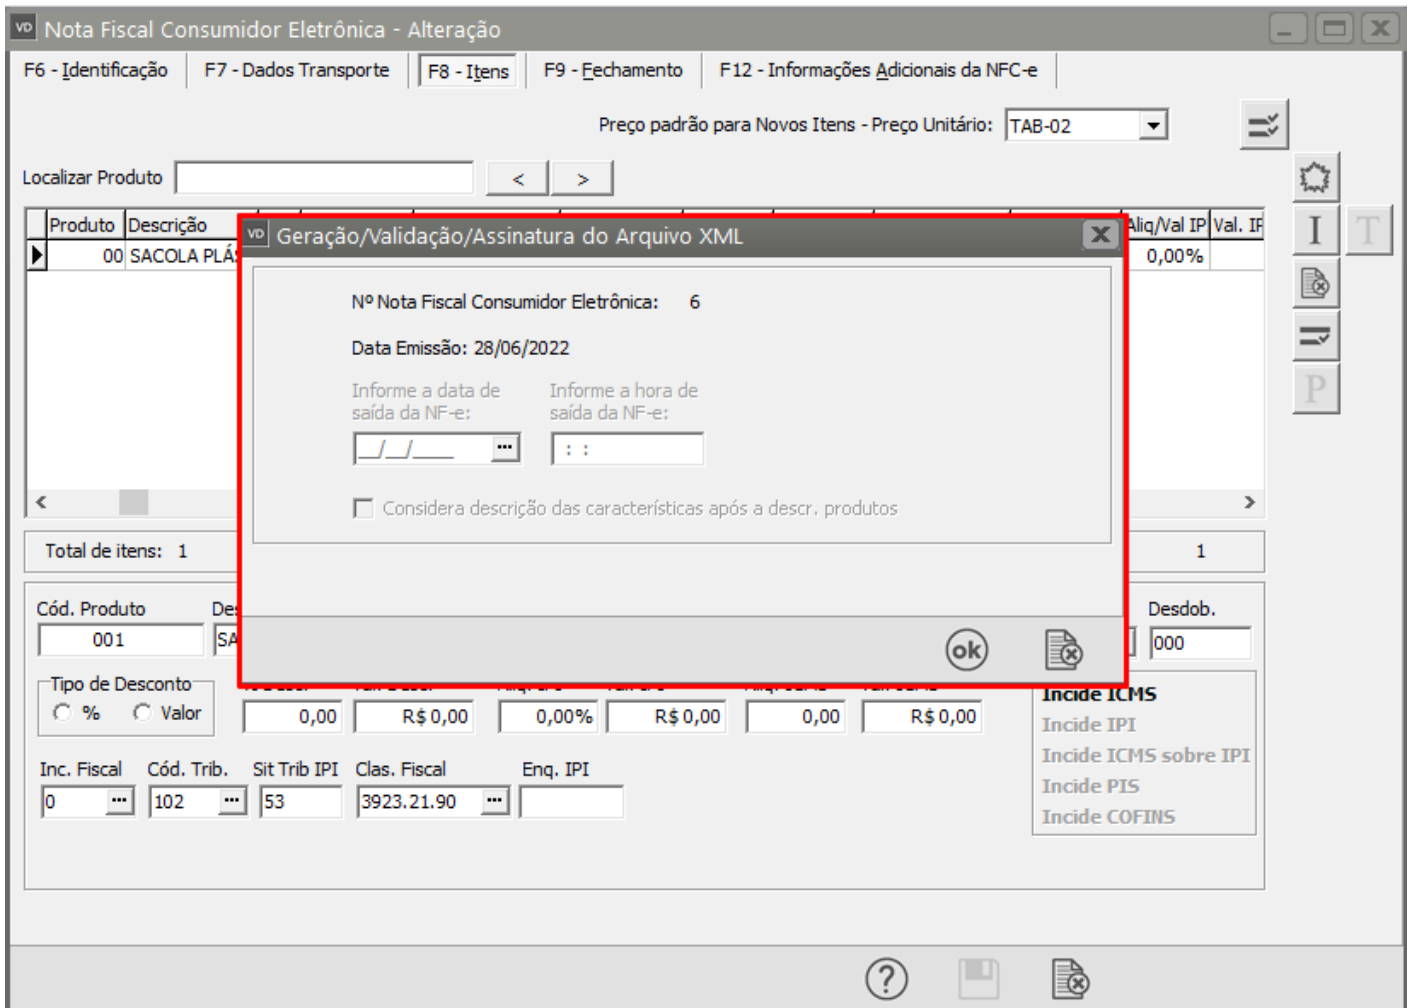 VD Nota Fiscal Consumidor Eletrônica - Alteração
F6 - Identificação F7 - Dados Transporte F8 - Itens F9 - Fechamento F12 - Informações Adicionais da NFC-e
Preço padrão para Novos Itens - Preço Unitário: TAB-02
Localizar Produto < >
Produto Descrição Aliq/Val IP Val. IP
00 SACOLA PLÁS 0,00%
I T
P
VD Geração/Validação/Assinatura do Arquivo XML
Nº Nota Fiscal Consumidor Eletrônica: 6
Data Emissão: 28/06/2022
Informe a data de saída da NF-e:
Informe a hora de saída da NF-e:
__/__/____ ... : :
Considera descrição das características após a descr. produtos
ok
Total de itens: 1 1
Cód. Produto Des Desdob.
001 SA 000
Tipo de Desconto
% Valor 0,00 R$ 0,00 0,00% R$ 0,00 0,00 R$ 0,00
Incide ICMS
Incide IPI
Incide ICMS sobre IPI
Incide PIS
Incide COFINS
Inc. Fiscal Cód. Trib. Sit Trib IPI Clas. Fiscal Enq. IPI
0 ... 102 ... 53 3923.21.90 ...
?